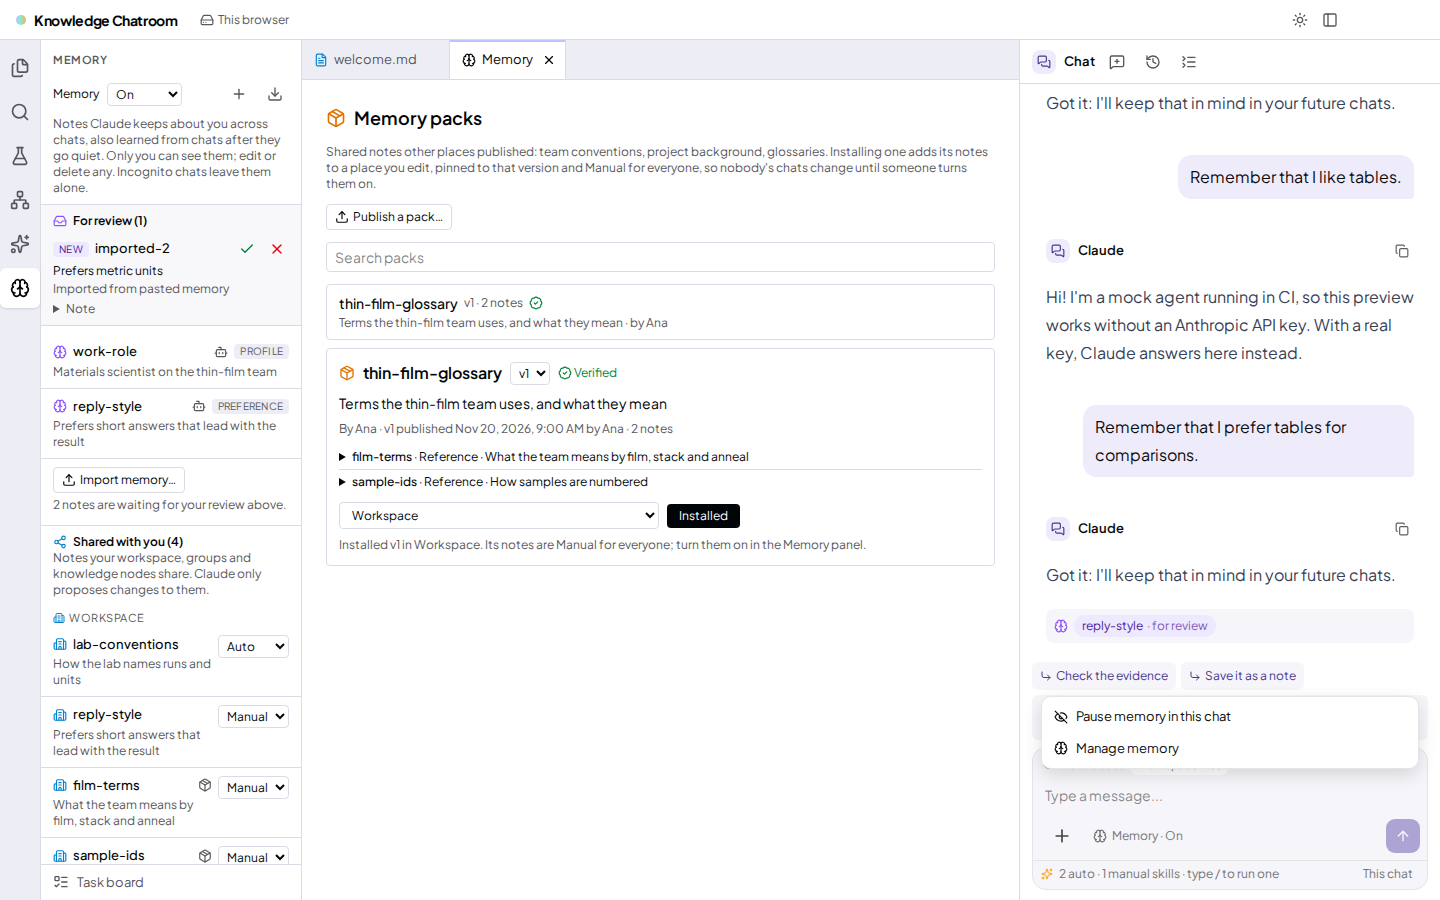 Knowledge Chatroom
This browser
MEMORY
Memory
On
Notes Claude keeps about you across
chats, also learned from chats after they
go quiet. Only you can see them; edit or
delete any. Incognito chats leave them
alone.
For review (1)
NEW imported-2
Prefers metric units
Imported from pasted memory
Note
work-role
PROFILE
Materials scientist on the thin-film team
reply-style
PREFERENCE
Prefers short answers that lead with the
result
Import memory…
2 notes are waiting for your review above.
Shared with you (4)
Notes your workspace, groups and
knowledge nodes share. Claude only
proposes changes to them.
WORKSPACE
lab-conventions
Auto
How the lab names runs and
units
reply-style
Manual
Prefers short answers that
lead with the result
film-terms
Manual
What the team means by
film, stack and anneal
sample-ids
Manual
Task board
welcome.md
Memory
Memory packs
Shared notes other places published: team conventions, project background, glossaries. Installing one adds its notes
to a place you edit, pinned to that version and Manual for everyone, so nobody's chats change until someone turns
them on.
Publish a pack…
Search packs
thin-film-glossary v1 · 2 notes
Terms the thin-film team uses, and what they mean · by Ana
thin-film-glossary
v1
Verified
Terms the thin-film team uses, and what they mean
By Ana · v1 published Nov 20, 2026, 9:00 AM by Ana · 2 notes
film-terms · Reference · What the team means by film, stack and anneal
sample-ids · Reference · How samples are numbered
Workspace
Installed
Installed v1 in Workspace. Its notes are Manual for everyone; turn them on in the Memory panel.
Chat
Got it: I'll keep that in mind in your future chats.
Remember that I like tables.
Claude
Hi! I'm a mock agent running in CI, so this preview
works without an Anthropic API key. With a real
key, Claude answers here instead.
Remember that I prefer tables for
comparisons.
Claude
Got it: I'll keep that in mind in your future chats.
reply-style · for review
Check the evidence
Save it as a note
Pause memory in this chat
Manage memory
Type a message...
Memory · On
2 auto · 1 manual skills · type / to run one
This chat